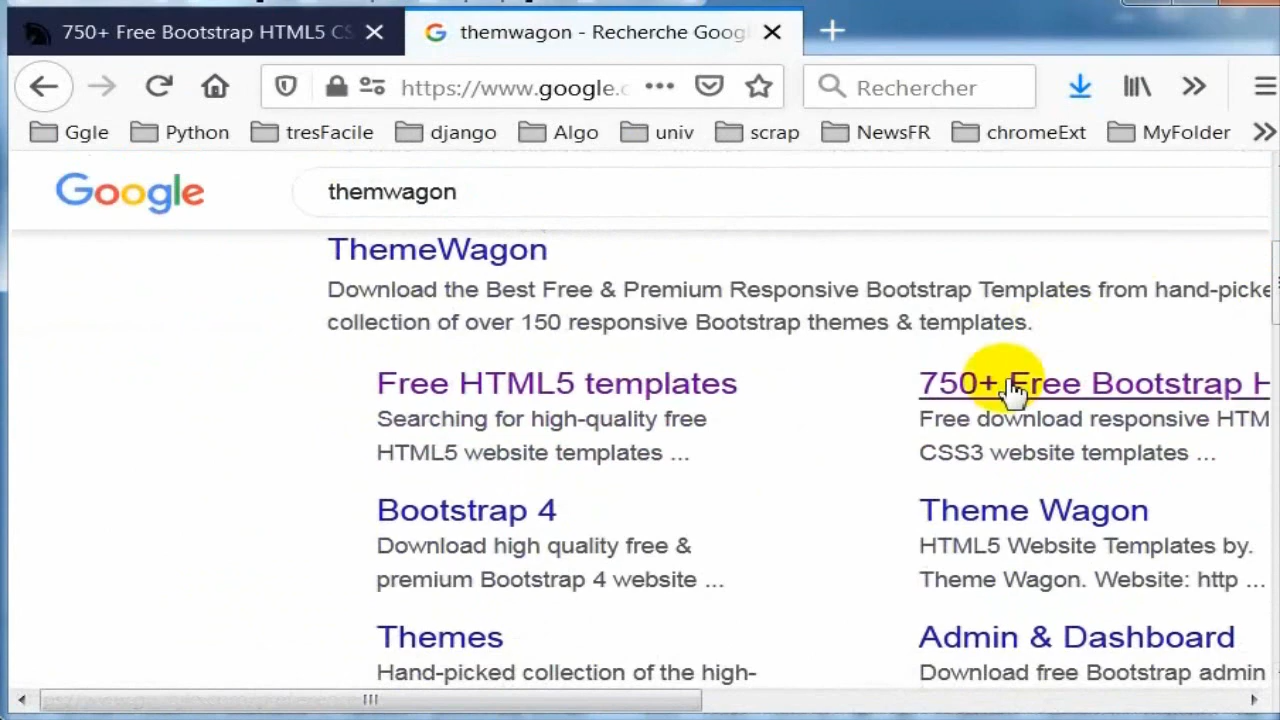 750+ Free Bootstrap HTML5 CS
themwagon - Recherche Googl
https://www.google.c
Rechercher
Ggle
Python
tresFacile
django
Algo
univ
scrap
NewsFR
chromeExt
MyFolder
Google
themwagon
ThemeWagon
Download the Best Free & Premium Responsive Bootstrap Templates from hand-picke
collection of over 150 responsive Bootstrap themes & templates.
Free HTML5 templates
Searching for high-quality free
HTML5 website templates ...
750+ Free Bootstrap H
Free download responsive HTM
CSS3 website templates ...
Bootstrap 4
Download high quality free &
premium Bootstrap 4 website ...
Theme Wagon
HTML5 Website Templates by.
Theme Wagon. Website: http ...
Themes
Hand-picked collection of the high-
Admin & Dashboard
Download free Bootstrap admin